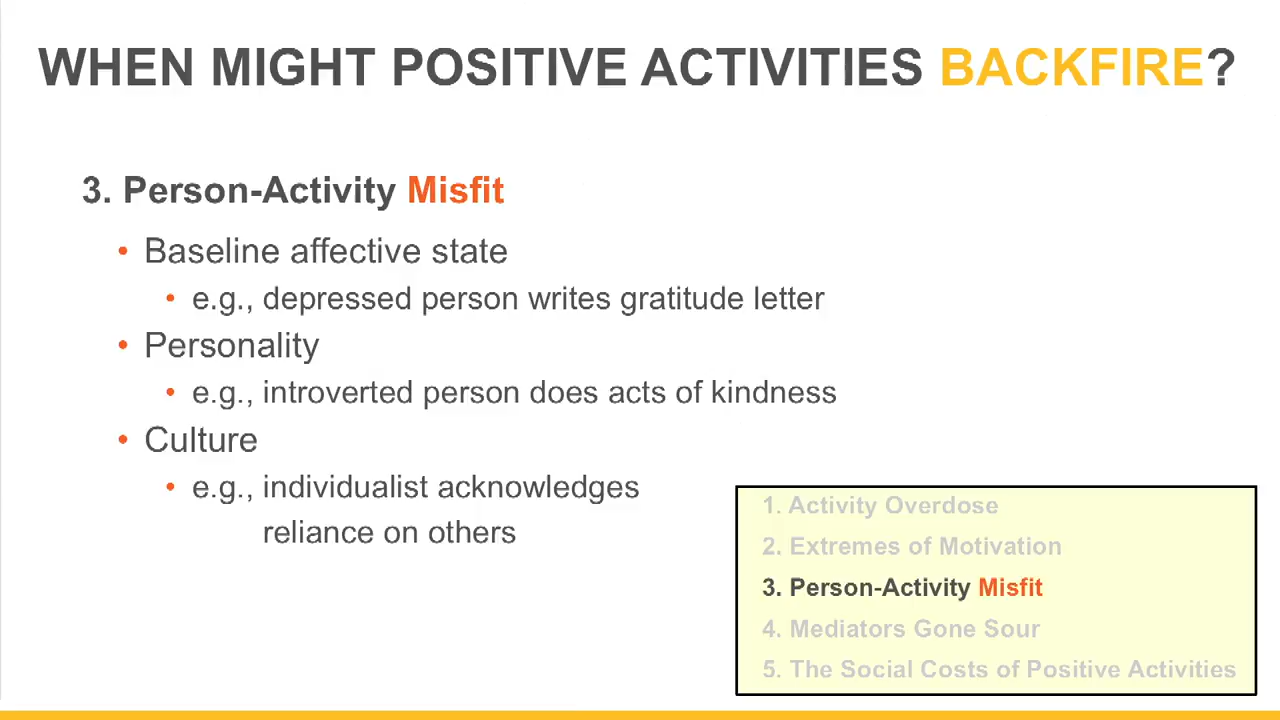 WHEN MIGHT POSITIVE ACTIVITIES BACKFIRE?
3. Person-Activity Misfit
• Baseline affective state
• e.g., depressed person writes gratitude letter
• Personality
• e.g., introverted person does acts of kindness
• Culture
• e.g., individualist acknowledges
reliance on others
1. Activity Overdose
2. Extremes of Motivation
3. Person-Activity Misfit
4. Mediators Gone Sour
5. The Social Costs of Positive Activities